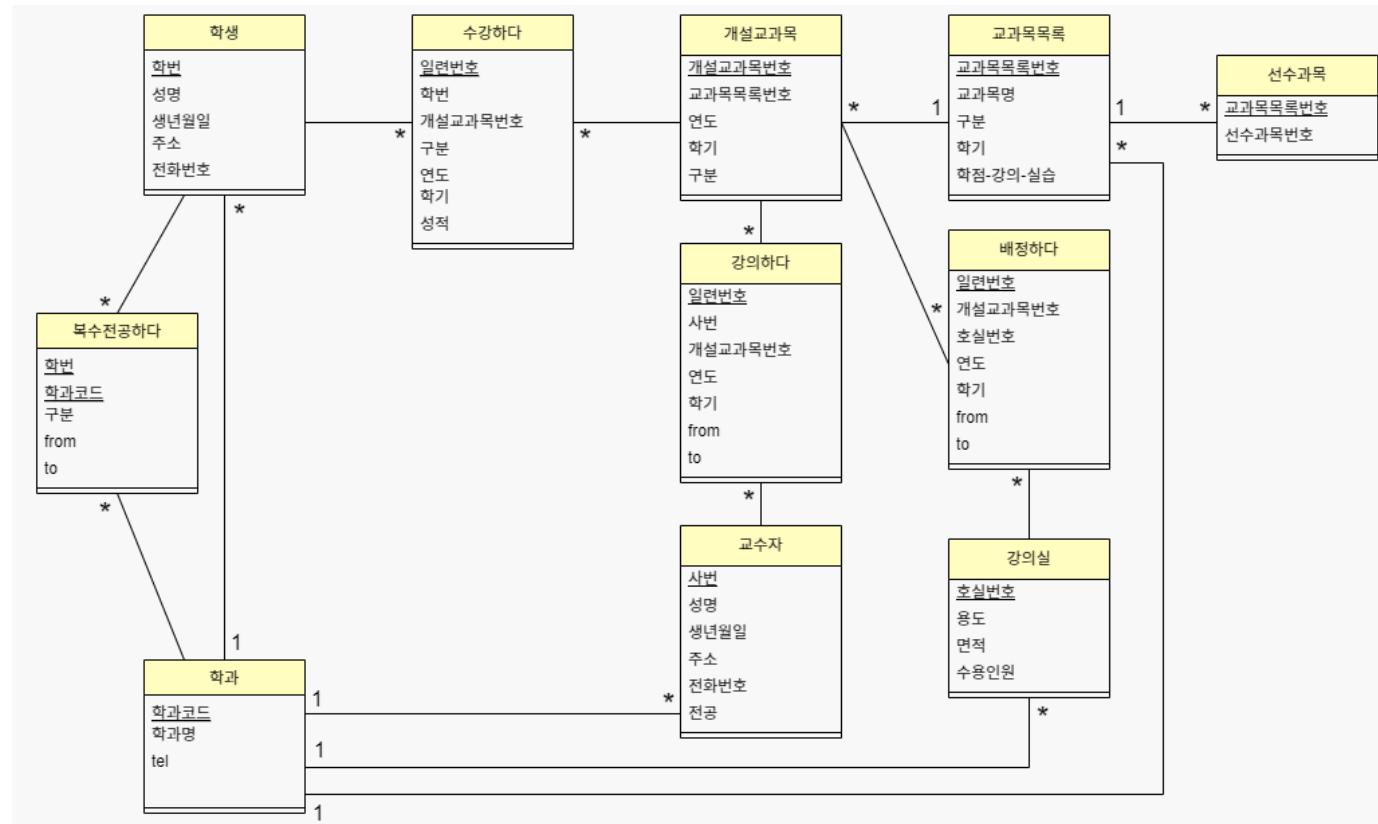 학생
학번
성명
생년월일
주소
전화번호
*
수강하다
일련번호
학번
개설교과목번호
구분
연도
학기
성적
*
*
개설교과목
개설교과목번호
교과목목록번호
연도
학기
구분
*
1
교과목목록
교과목목록번호
교과목명
구분
학기
학점-강의-실습
1
*
*
선수과목
교과목목록번호
선수과목번호
*
복수전공하다
학번
학과코드
구분
from
to
*
*
강의하다
일련번호
사번
개설교과목번호
연도
학기
from
to
*
*
배정하다
일련번호
개설교과목번호
호실번호
연도
학기
from
to
*
교수자
사번
성명
생년월일
주소
전화번호
전공
*
강의실
호실번호
용도
면적
수용인원
*
1
학과
학과코드
학과명
tel
1
1
1